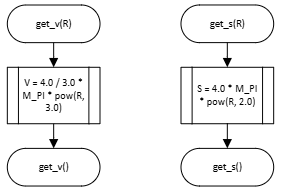 get_v(R)
V = 4.0 / 3.0 *
M_PI * pow(R,
3.0)
get_v()
get_s(R)
S = 4.0 * M_PI
* pow(R, 2.0)
get_s()